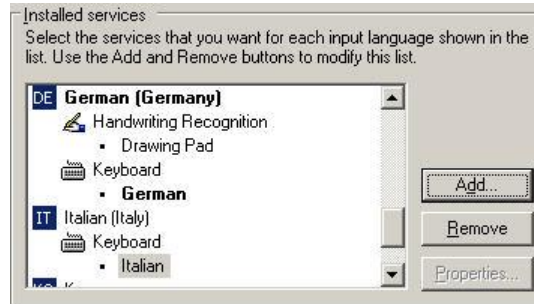 Installed services
Select the services that you want for each input language shown in the
list. Use the Add and Remove buttons to modify this list.
DE German (Germany)
Handwriting Recognition
• Drawing Pad
Keyboard
• German
IT Italian (Italy)
Keyboard
• Italian
Add...
Remove
Properties...